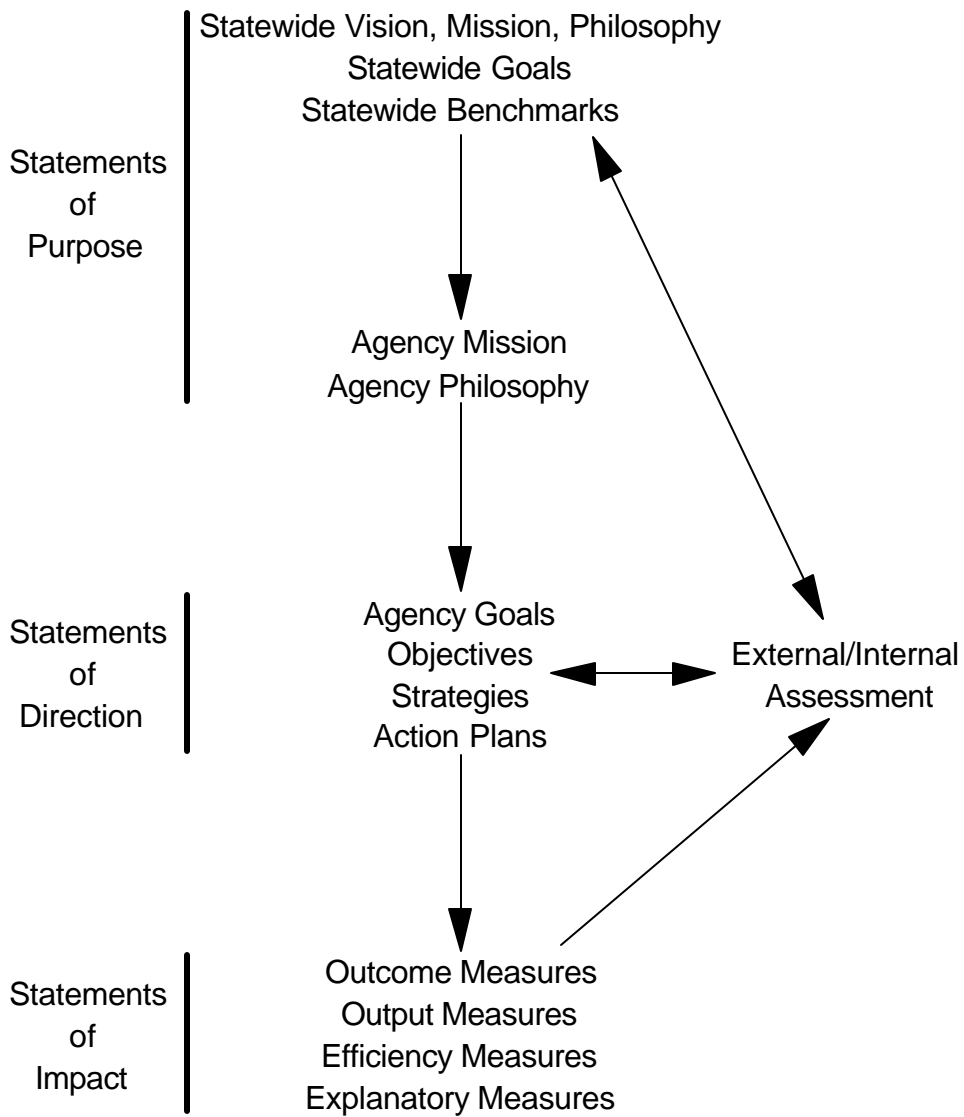 Statewide Vision, Mission, Philosophy
Statewide Goals
Statewide Benchmarks
Statements
of
Purpose
Agency Mission
Agency Philosophy
Statements
of
Direction
Agency Goals
Objectives
Strategies
Action Plans
External/Internal
Assessment
Statements
of
Impact
Outcome Measures
Output Measures
Efficiency Measures
Explanatory Measures